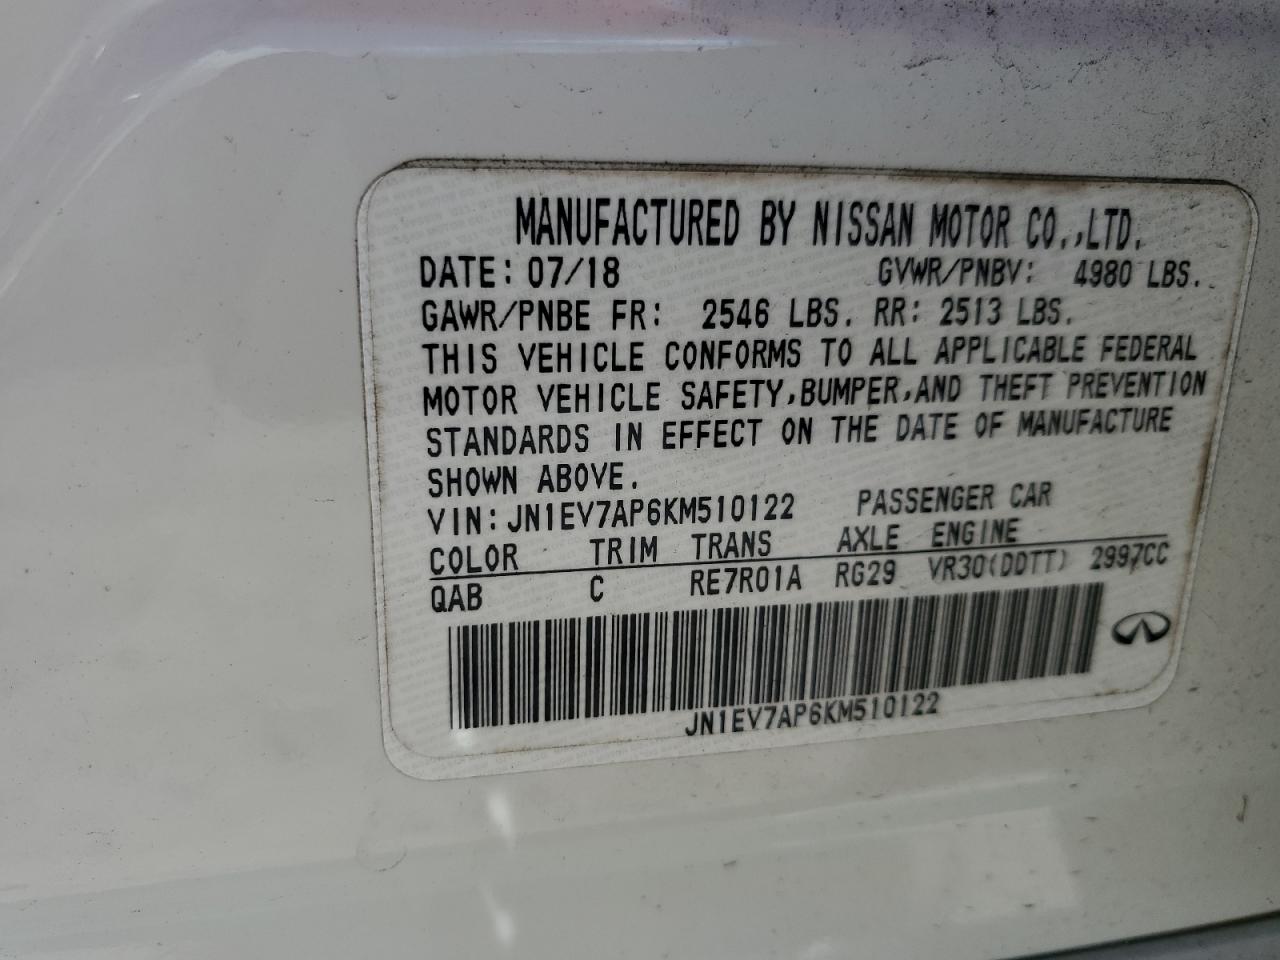 MANUFACTURED BY NISSAN MOTOR CO.,LTD.
DATE: 07/18 GVWR/PNBV: 4980 LBS.
GAWR/PNBE FR: 2546 LBS. RR: 2513 LBS.
THIS VEHICLE CONFORMS TO ALL APPLICABLE FEDERAL
MOTOR VEHICLE SAFETY,BUMPER,AND THEFT PREVENTION
STANDARDS IN EFFECT ON THE DATE OF MANUFACTURE
SHOWN ABOVE.
VIN: JN1EV7AP6KM510122 PASSENGER CAR
COLOR TRIM TRANS AXLE ENGINE
QAB C RE7R01A RG29 VR30(DDTT) 2997CC
JN1EV7AP6KM510122